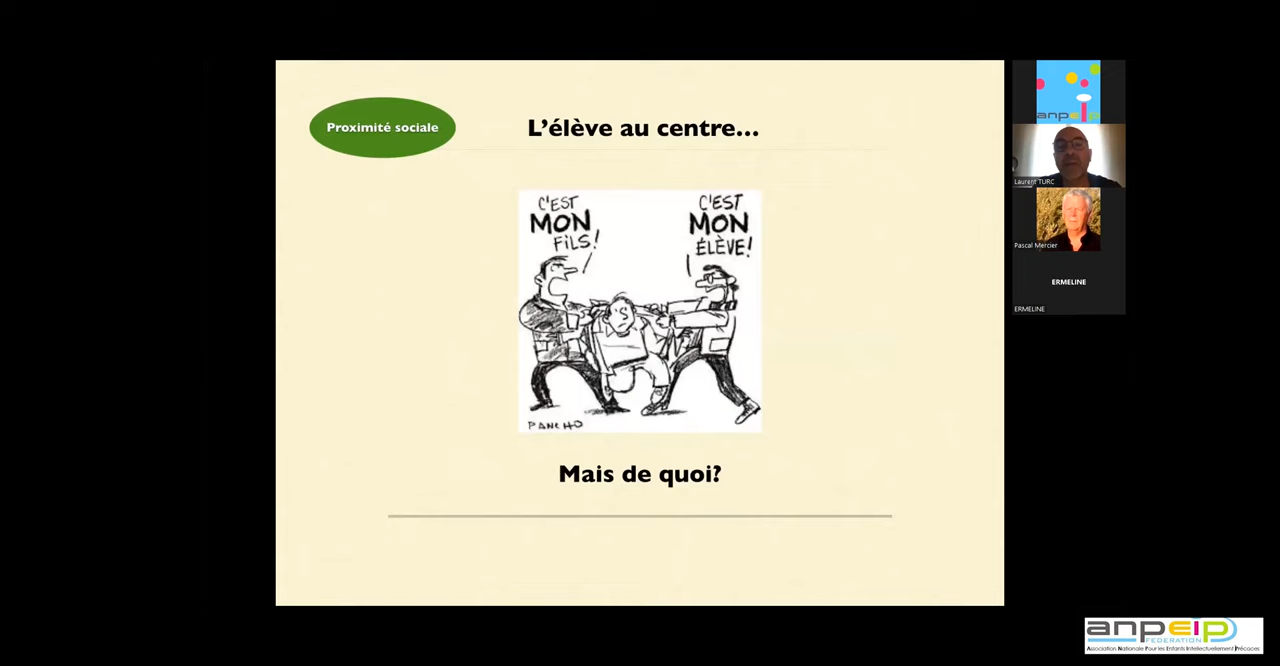 Proximité sociale
L'élève au centre...
C'EST
MON
FILS!
C'EST
MON
ÉLÈVE!
PANCHO
Mais de quoi?
anpeip
Laurent TURC
Pascal Mercier
ERMELINE
ERMELINE
anpeip
FEDERATION
Association Nationale Pour les Enfants Intellectuellement Précoces